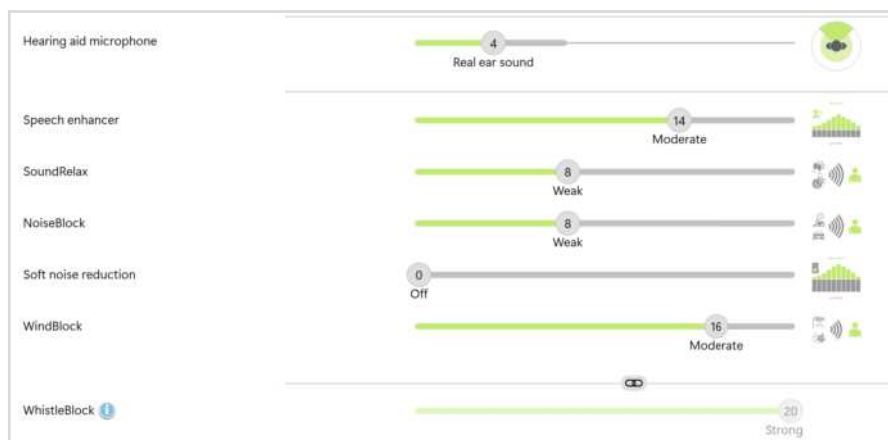 Hearing aid microphone
4
Real ear sound
Speech enhancer
14
Moderate
SoundRelax
8
Weak
NoiseBlock
8
Weak
Soft noise reduction
0
Off
WindBlock
16
Moderate
WhistleBlock i
20
Strong